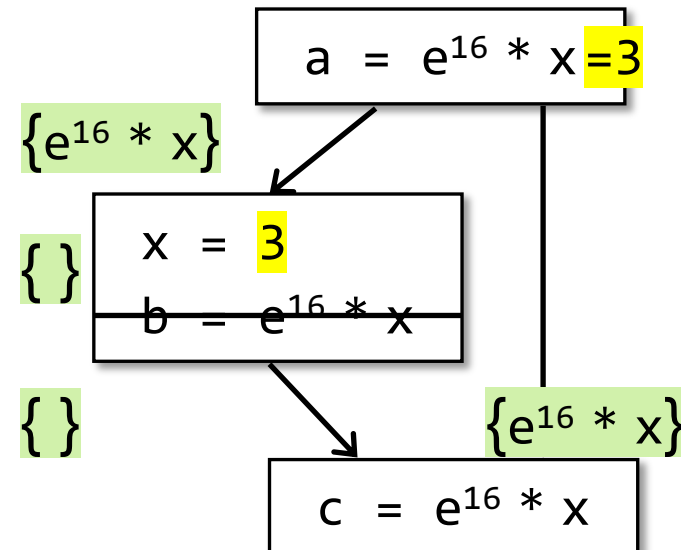 a = e¹⁶ * x =3
{e¹⁶ * x}
x = 3
{ }
b = e¹⁶ * x
{ }
{e¹⁶ * x}
c = e¹⁶ * x